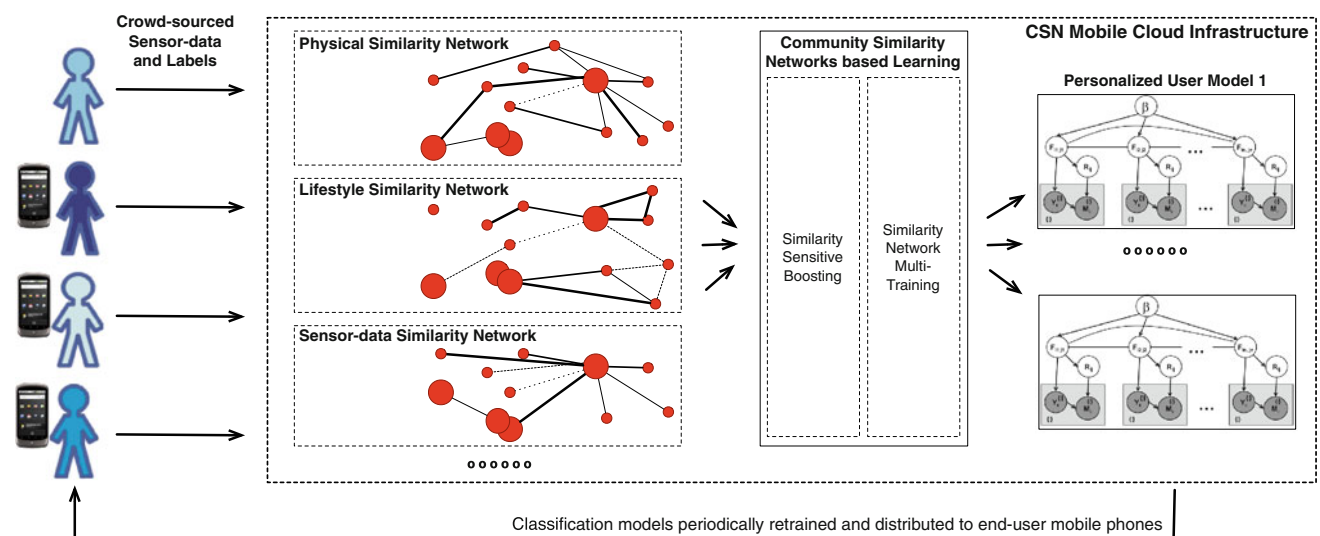 Crowd-sourced
Sensor-data
and Labels
Physical Similarity Network
Lifestyle Similarity Network
Sensor-data Similarity Network
oooooo
Community Similarity
Networks based Learning
Similarity
Sensitive
Boosting
Similarity
Network
Multi-
Training
CSN Mobile Cloud Infrastructure
Personalized User Model 1
β
...
...
oooooo
β
...
...
Classification models periodically retrained and distributed to end-user mobile phones